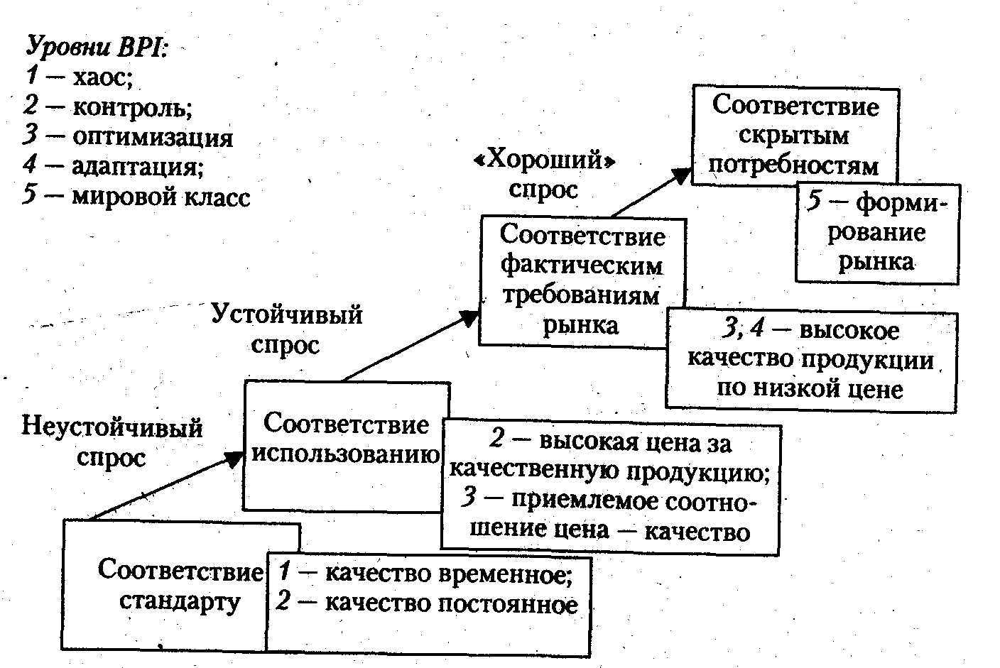 Уровни BPI:
1 — хаос;
2 — контроль;
3 — оптимизация
4 — адаптация;
5 — мировой класс
Соответствие
скрытым
потребностям
5 — форми-
рование
рынка
«Хороший»
спрос
Соответствие
фактическим
требованиям
рынка
3, 4 — высокое
качество продукции
по низкой цене
Устойчивый
спрос
Соответствие
использованию
2 — высокая цена за
качественную продукцию;
3 — приемлемое соотно-
шение цена — качество
Неустойчивый
спрос
Соответствие
стандарту
1 — качество временное;
2 — качество постоянное